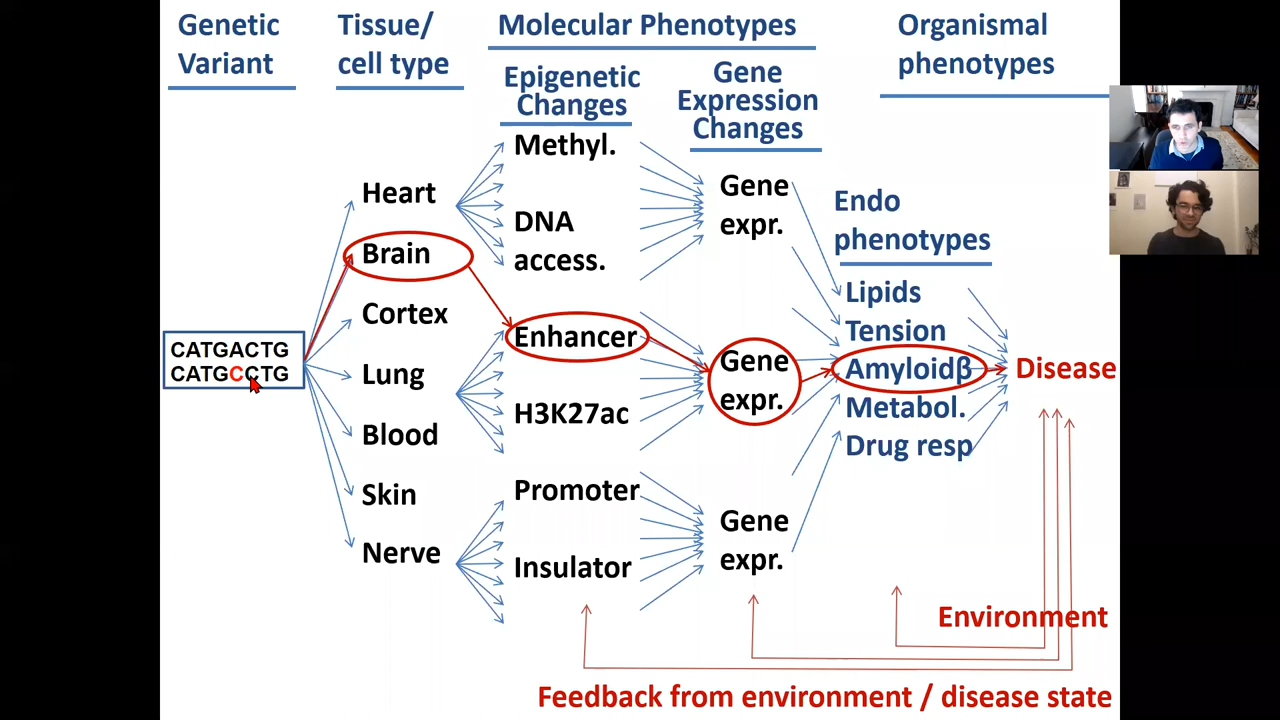 Genetic
Variant
Tissue/
cell type
Molecular Phenotypes
Organismal
phenotypes
Epigenetic
Changes
Gene
Expression
Changes
Methyl.
DNA
access.
Enhancer
H3K27ac
Promoter
Insulator
Heart
Brain
Cortex
Lung
Blood
Skin
Nerve
CATGACTG
CATGCCTG
Gene
expr.
Gene
expr.
Gene
expr.
Endo
phenotypes
Lipids
Tension
Amyloidβ
Metabol.
Drug resp
Disease
Environment
Feedback from environment / disease state